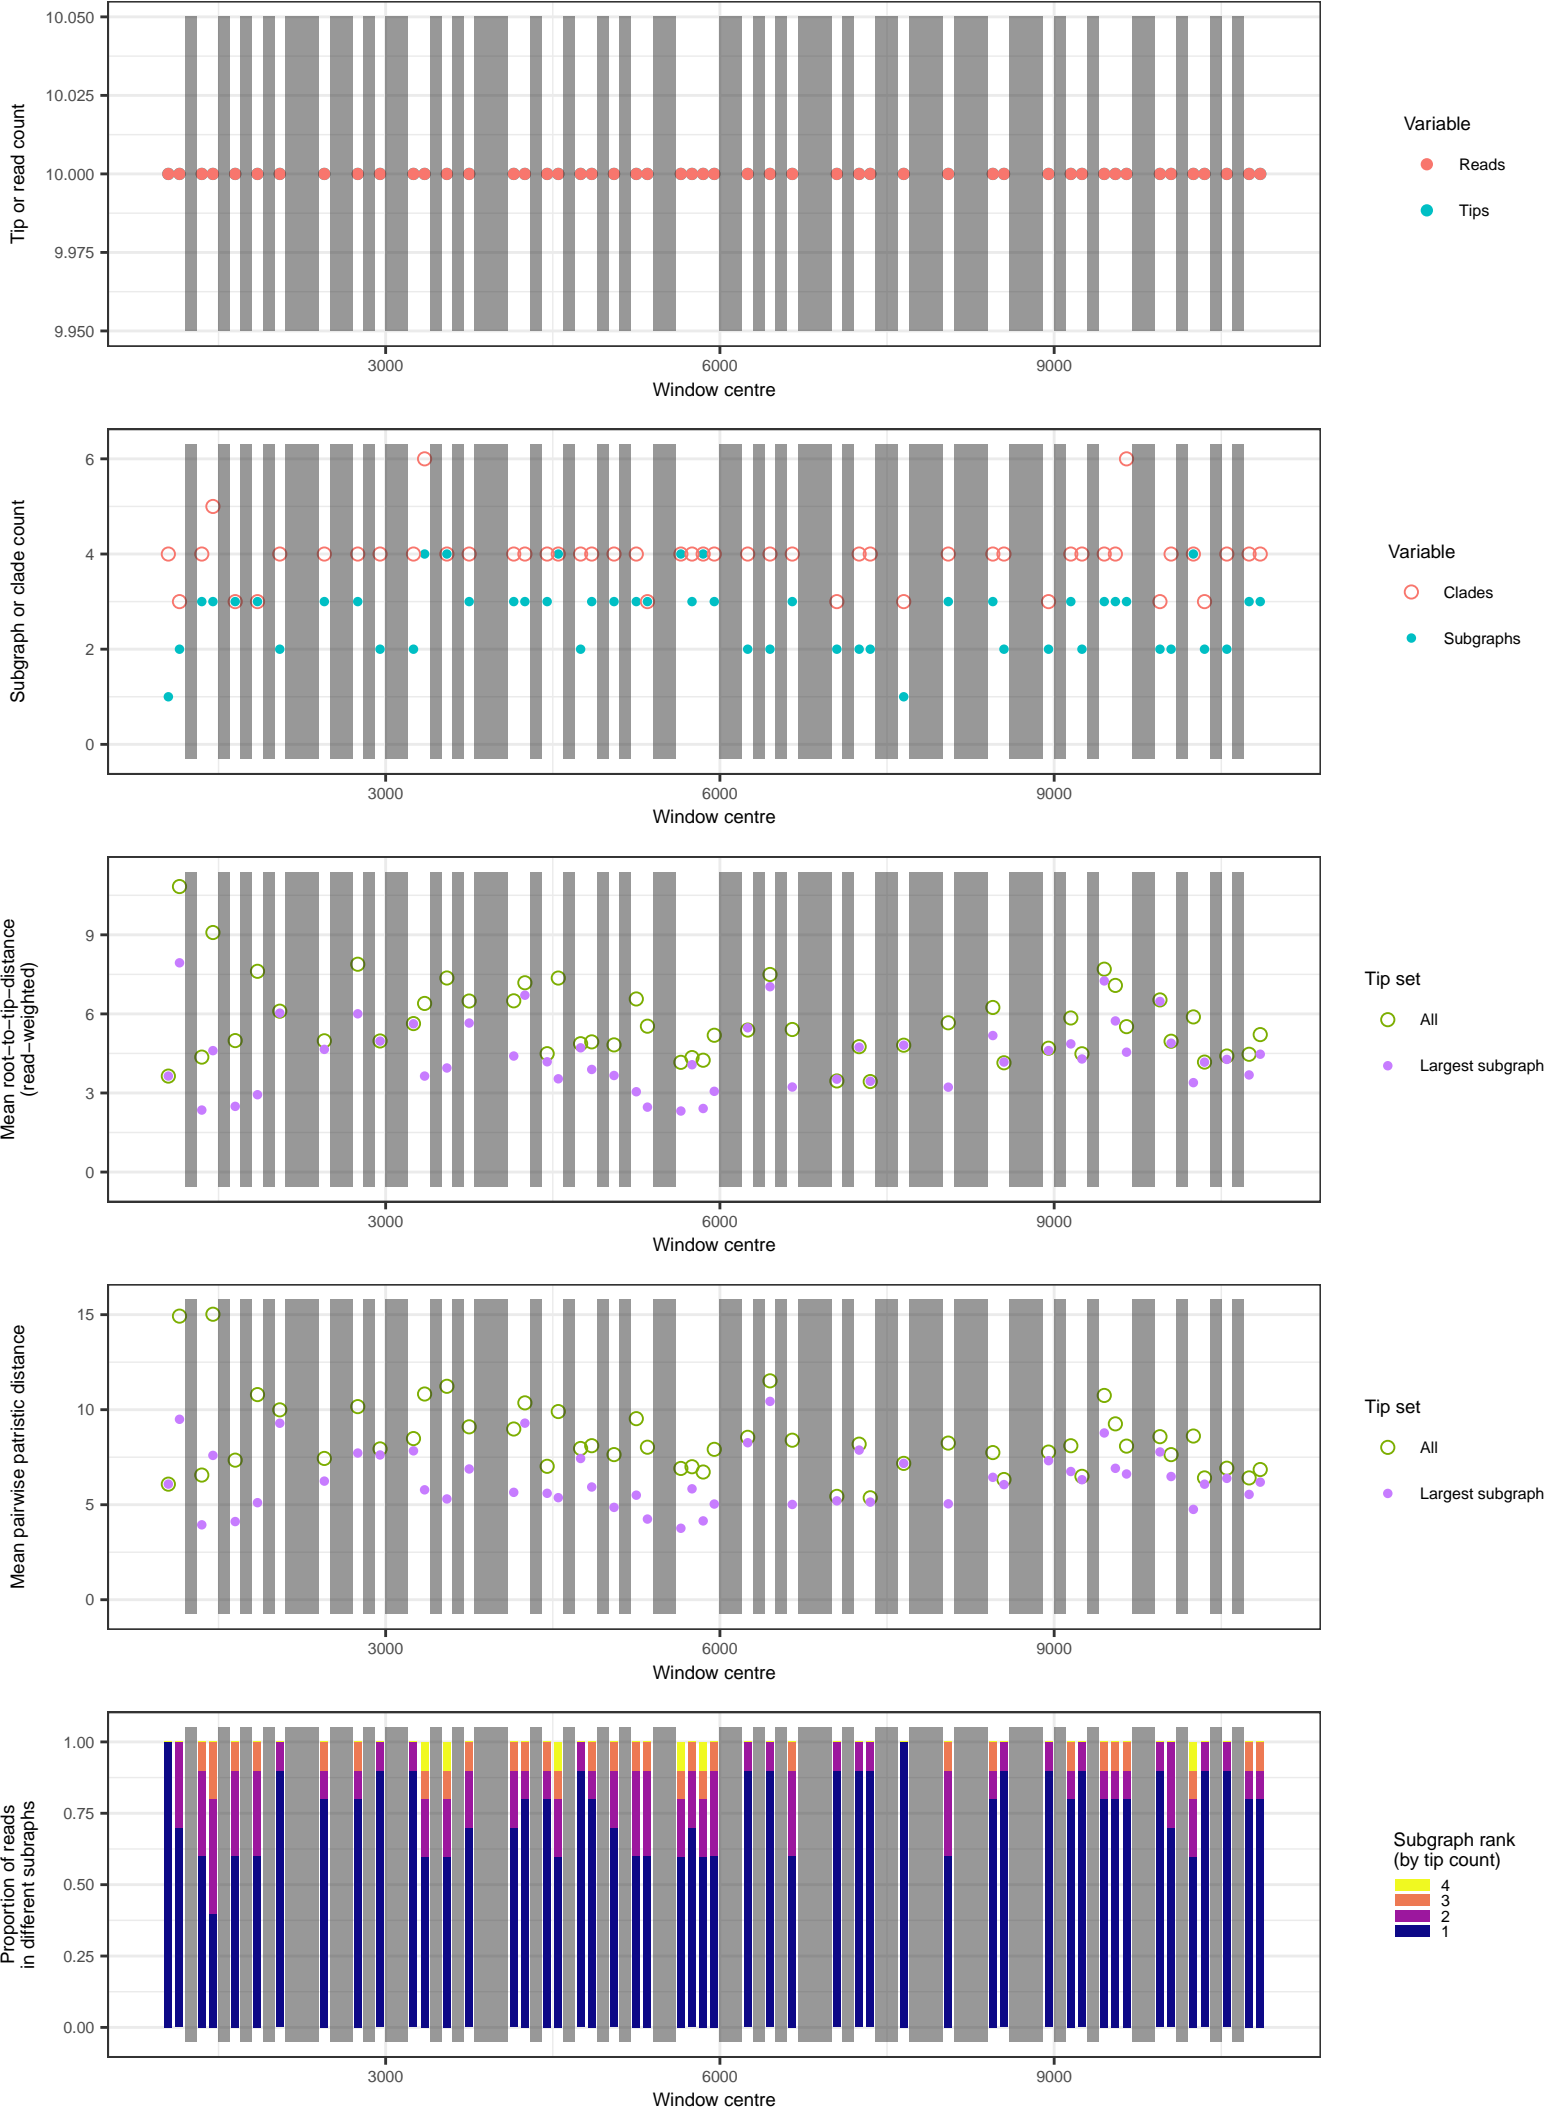 10.050
10.025
10.000
9.975
9.950
Tip or read count
3000
6000
9000
Window centre
Variable
Reads
Tips
6
4
2
0
Subgraph or clade count
3000
6000
9000
Window centre
Variable
Clades
Subgraphs
9
6
3
0
Mean root−to−tip−distance
(read−weighted)
3000
6000
9000
Window centre
Tip set
All
Largest subgraph
15
10
5
0
Mean pairwise patristic distance
3000
6000
9000
Window centre
Tip set
All
Largest subgraph
1.00
0.75
0.50
0.25
0.00
Proportion of reads
in different subraphs
3000
6000
9000
Window centre
Subgraph rank
(by tip count)
4
3
2
1